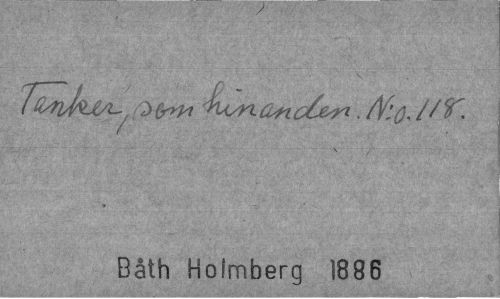 Tanker, som hinanden. N:o. 118.
Båth Holmberg 1886